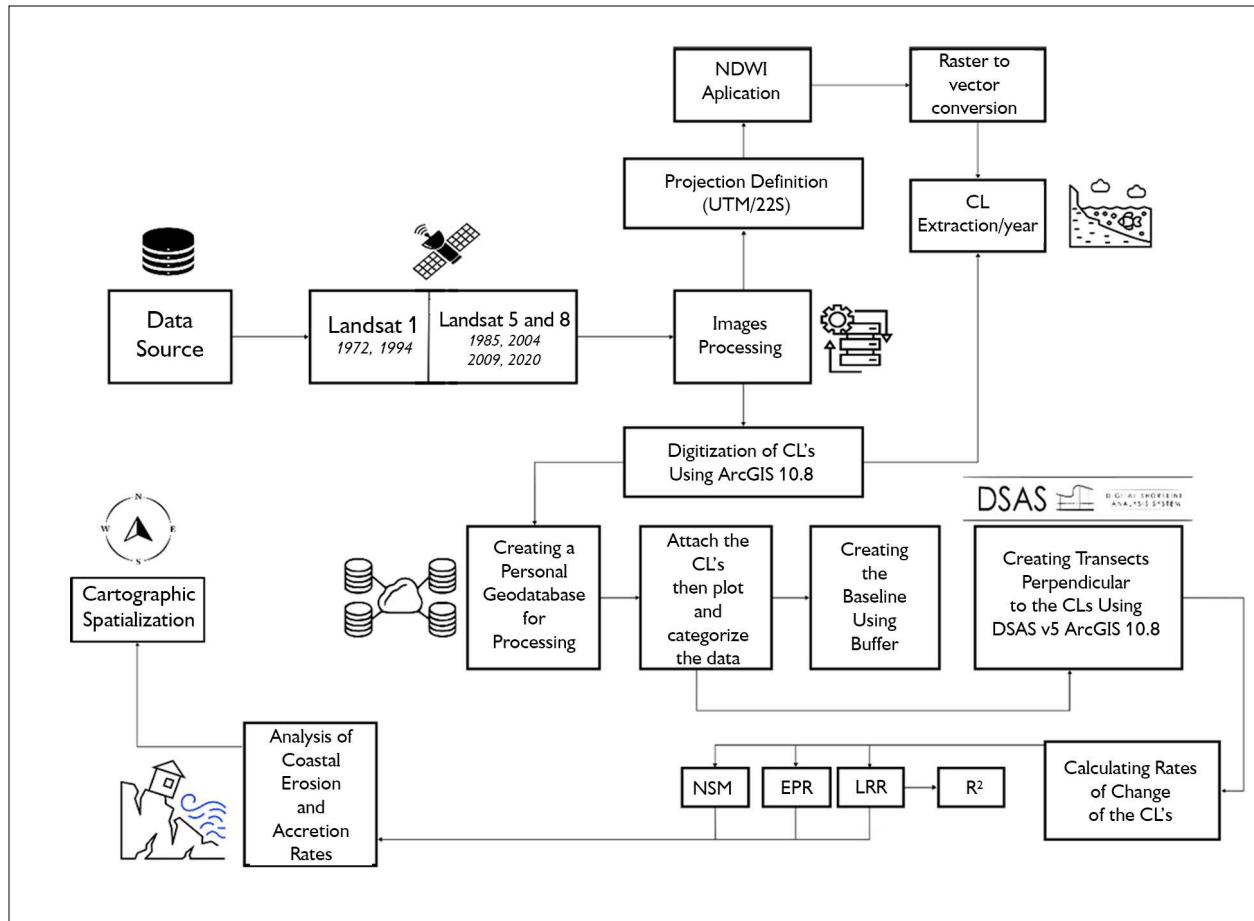 NDWI
Aplication
Raster to
vector
conversion
Projection Definition
(UTM/22S)
CL
Extraction/year
Data
Source
Landsat 1
1972, 1994
Landsat 5 and 8
1985, 2004
2009, 2020
Images
Processing
Digitization of CL's
Using ArcGIS 10.8
DSAS
DIGITAL SHORELINE
ANALYSIS SYSTEM
N
W
E
S
Cartographic
Spatialization
Creating a
Personal
Geodatabase
for
Processing
Attach the
CL's
then plot
and
categorize
the data
Creating
the
Baseline
Using
Buffer
Creating Transects
Perpendicular
to the CLs Using
DSAS v5 ArcGIS 10.8
Analysis of
Coastal
Erosion
and
Accretion
Rates
NSM
EPR
LRR
R²
Calculating Rates
of Change
of the CL's